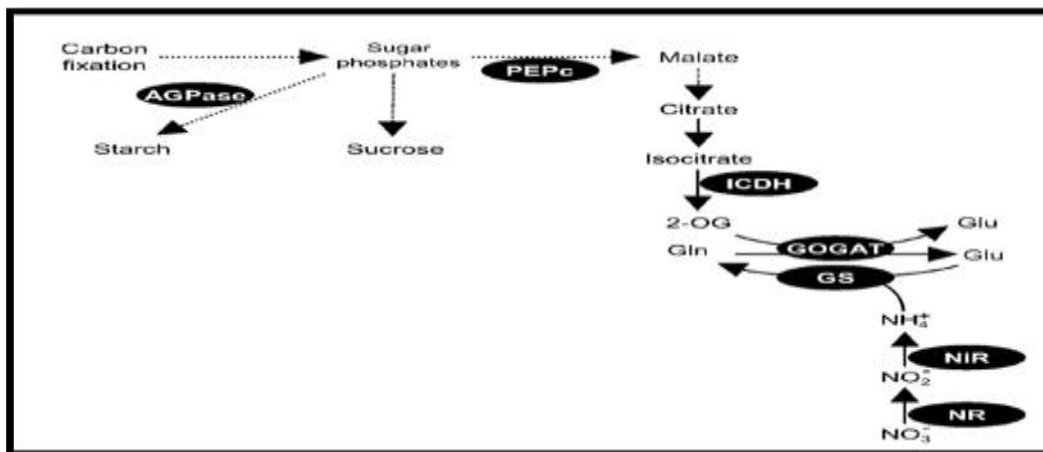 Carbon
fixation
Sugar
phosphates
PEPc
Malate
AGPase
Citrate
Starch
Sucrose
Isocitrate
ICDH
2-OG
Glu
GOGAT
Gln
Glu
GS
NH₄⁺
NiR
NO₂⁻
NR
NO₃⁻